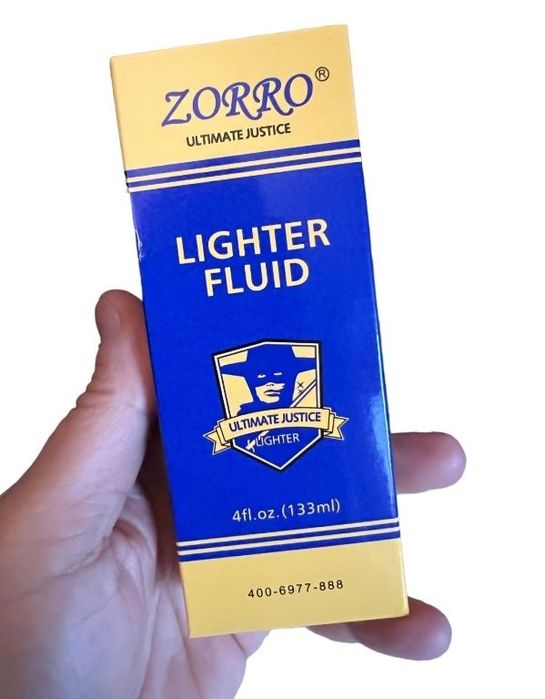 ZORRO®
ULTIMATE JUSTICE
LIGHTER
FLUID
ULTIMATE JUSTICE
LIGHTER
4fl.oz.(133ml)
400-6977-888